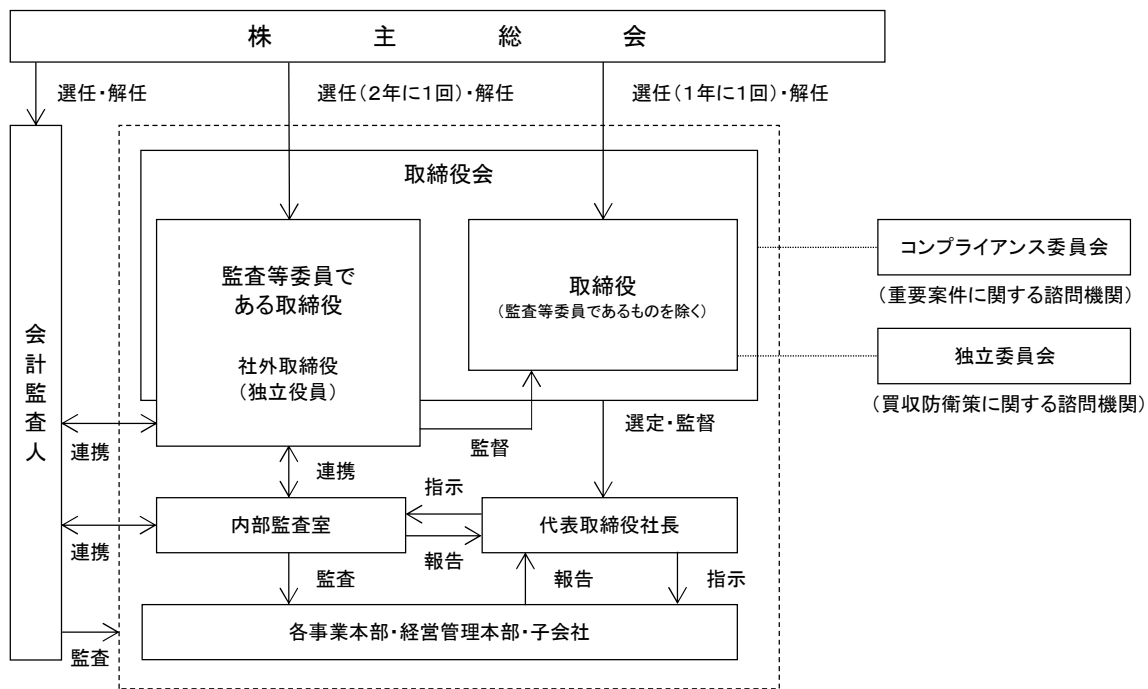 株主総会
選任・解任
選任(2年に1回)・解任
選任(1年に1回)・解任
取締役会
監査等委員で
ある取締役
社外取締役
(独立役員)
取締役
(監査等委員であるものを除く)
コンプライアンス委員会
(重要案件に関する諮問機関)
独立委員会
(買収防衛策に関する諮問機関)
会計監査人
連携
監督
選定・監督
連携
指示
内部監査室
代表取締役社長
連携
報告
監査
報告
指示
各事業本部・経営管理本部・子会社
監査